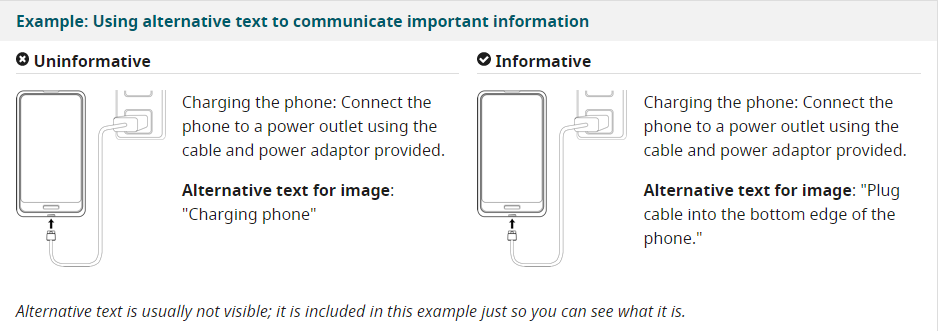 Example: Using alternative text to communicate important information
Uninformative
Charging the phone: Connect the
phone to a power outlet using the
cable and power adaptor provided.
Alternative text for image:
"Charging phone"
Informative
Charging the phone: Connect the
phone to a power outlet using the
cable and power adaptor provided.
Alternative text for image: "Plug
cable into the bottom edge of the
phone."
Alternative text is usually not visible; it is included in this example just so you can see what it is.